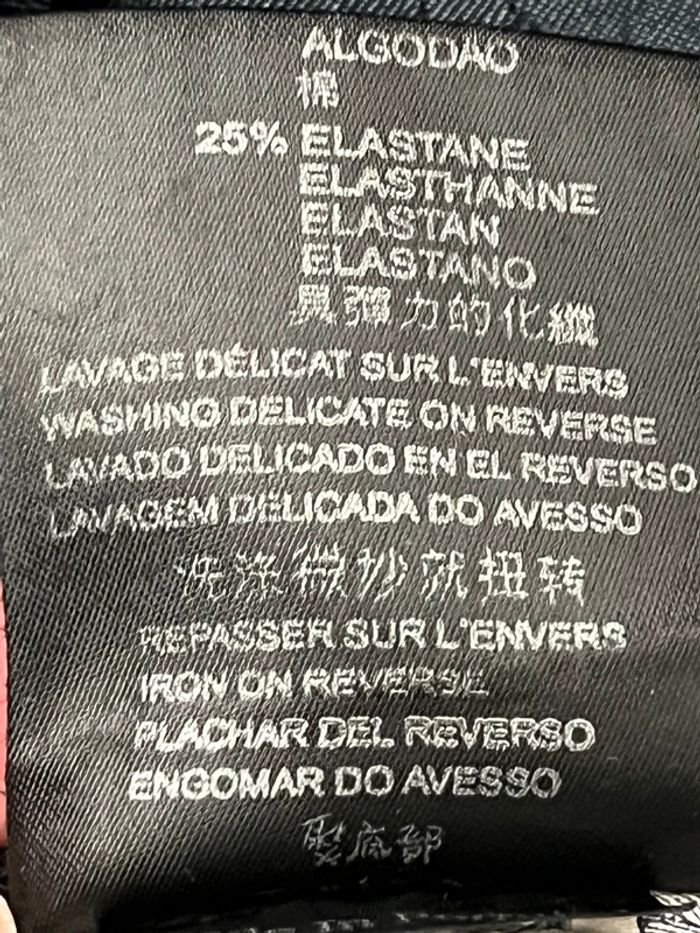 ALGODAO
棉
25% ELASTANE
ELASTHANNE
ELASTAN
ELASTANO
具彈力的化纖
LAVAGE DÉLICAT SUR L'ENVERS
WASHING DELICATE ON REVERSE
LAVADO DELICADO EN EL REVERSO
LAVAGEM DELICADA DO AVESSO
洗涤微妙就扭转
REPASSER SUR L'ENVERS
IRON ON REVERSE
PLACHAR DEL REVERSO
ENGOMAR DO AVESSO
底部